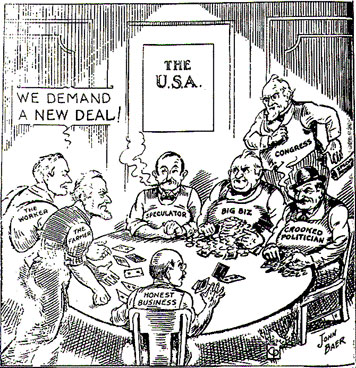 THE
U.S.A.
WE DEMAND
A NEW DEAL!
CONGRESS
THE
WORKER
THE
FARMER
SPECULATOR
BIG BIZ
CROOKED
POLITICIAN
HONEST
BUSINESS
JOHN
BAER